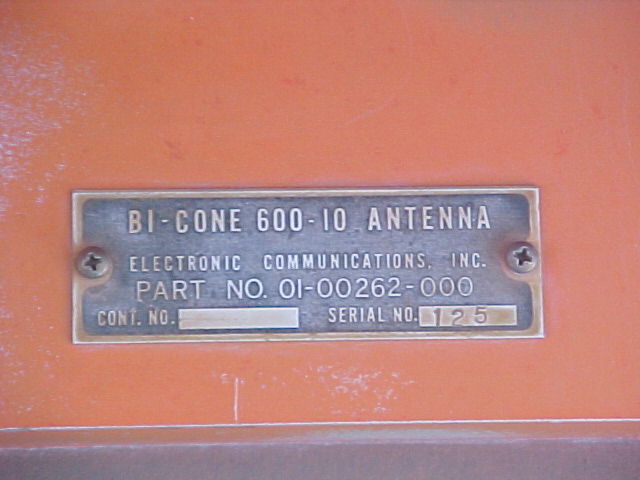 BI-CONE 600-10 ANTENNA
ELECTRONIC COMMUNICATIONS, INC.
PART NO. 01-00262-000
CONT. NO. SERIAL NO. 125